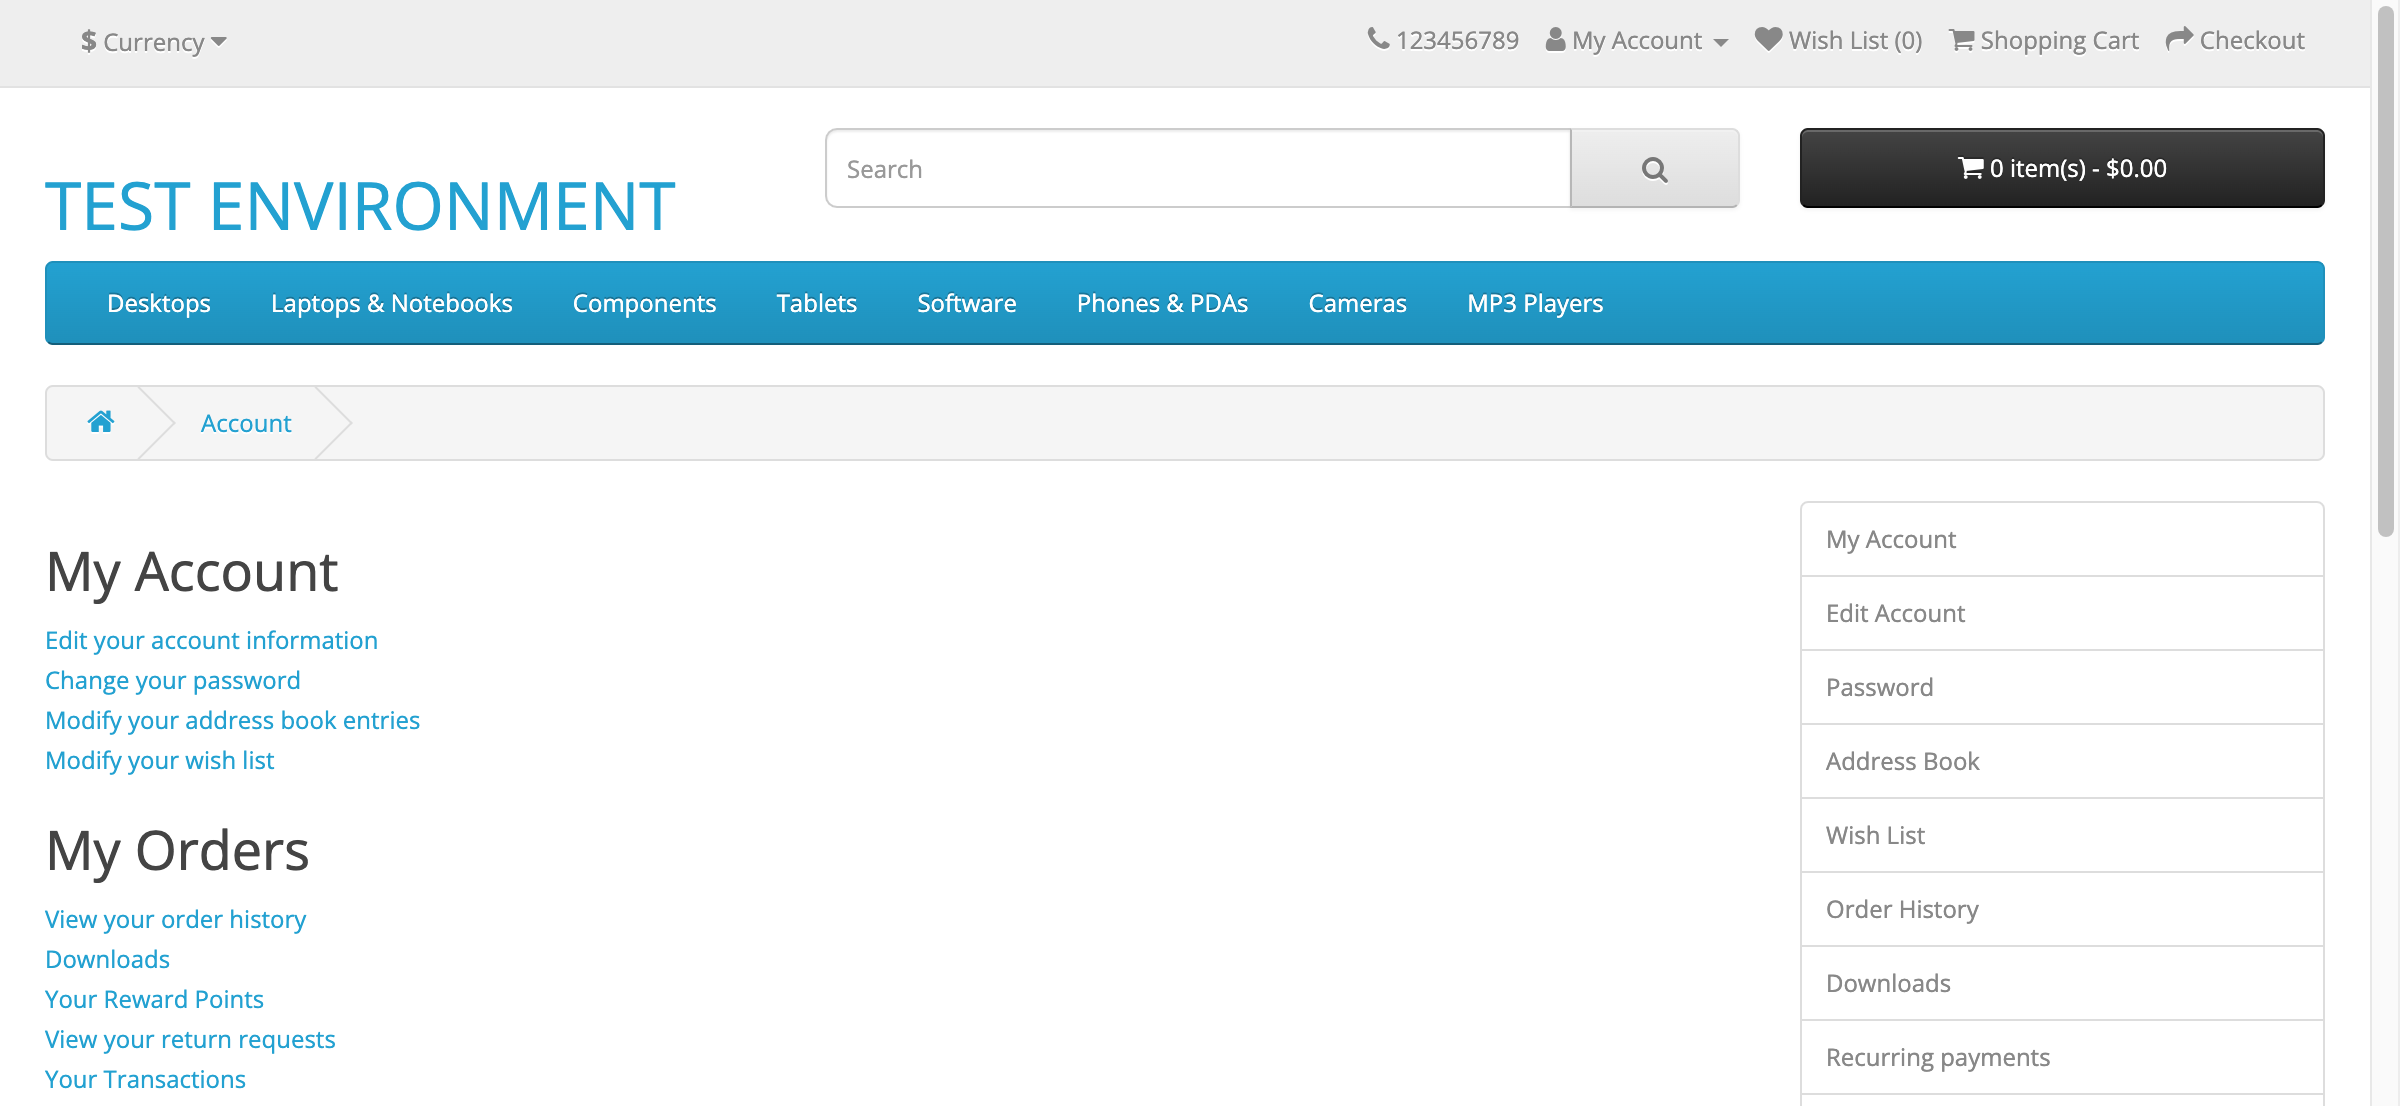 $ Currency
123456789 My Account Wish List (0) Shopping Cart Checkout
TEST ENVIRONMENT
Search
0 item(s) - $0.00
Desktops Laptops & Notebooks Components Tablets Software Phones & PDAs Cameras MP3 Players
Account
My Account
Edit your account information
Change your password
Modify your address book entries
Modify your wish list
My Orders
View your order history
Downloads
Your Reward Points
View your return requests
Your Transactions
My Account
Edit Account
Password
Address Book
Wish List
Order History
Downloads
Recurring payments